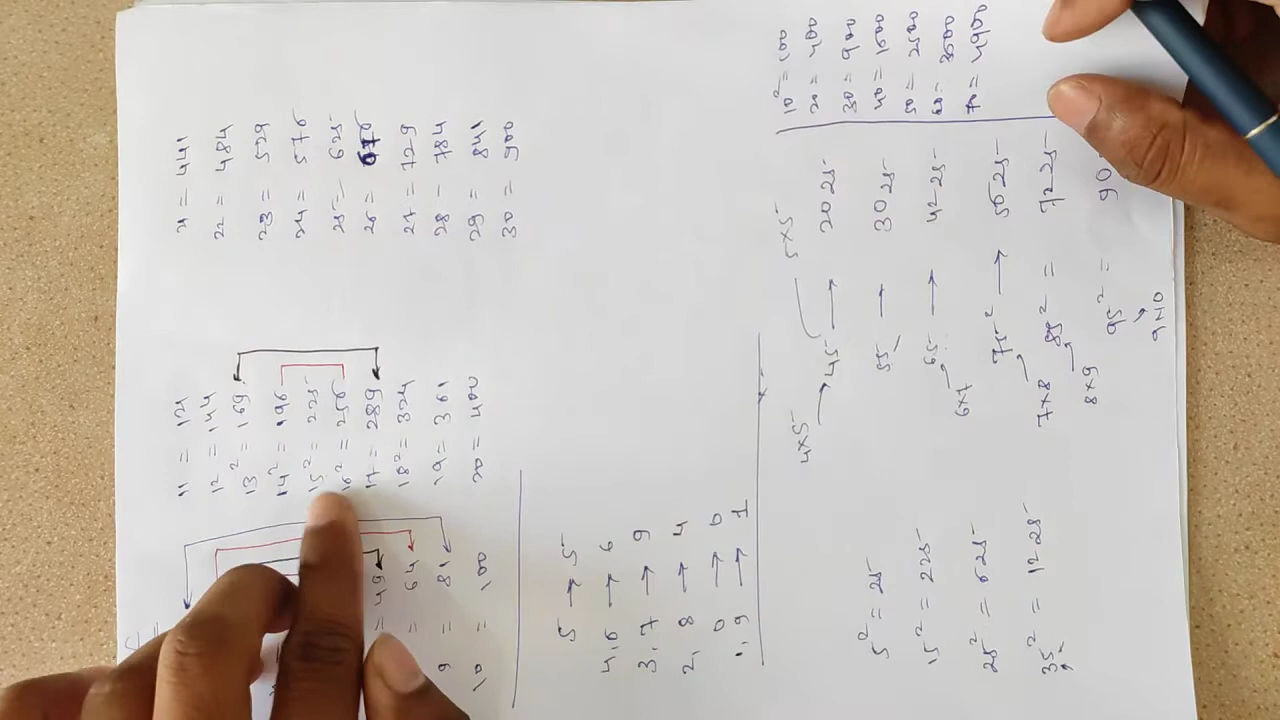 = 49
= 64
9 = 81
10 = 100
11 = 121
12 = 144
13² = 169
14² = 196
15² = 225
16² = 256
17 = 289
18² = 324
19 = 361
20 = 400
21 = 441
22 = 484
23 = 529
24 = 576
25 = 625
26 = 676
27 = 729
28 = 784
29 = 841
30 = 900
5 → 5
4, 6 → 6
3, 7 → 9
2, 8 → 4
0 → 0
1, 9 → 1
5² = 25
15² = 225
25² = 625
35² = 1225
4×5 → 45 → 2025
5×5
55 → 3025
65 → 4225
6×7
75² → 5625
7×8
85² = 7225
8×9
95² = 90
10² = 100
20 = 400
30 = 900
40 = 1600
50 = 2500
60 = 3600
70 = 4900